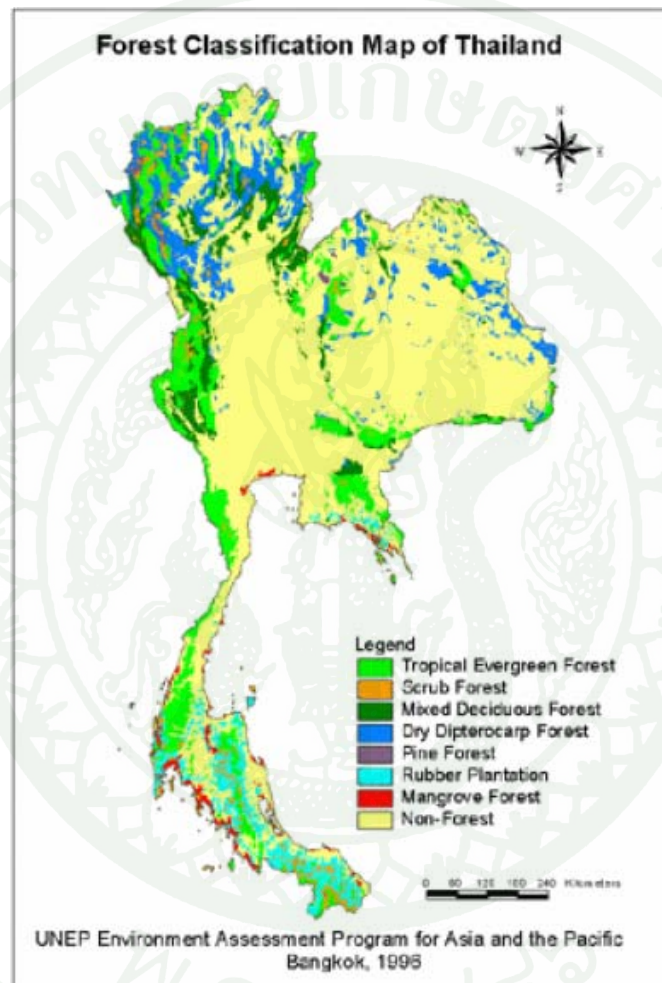 Forest Classification Map of Thailand
N
W E
S
Legend
Tropical Evergreen Forest
Scrub Forest
Mixed Deciduous Forest
Dry Dipterocarp Forest
Pine Forest
Rubber Plantation
Mangrove Forest
Non-Forest
0 60 120 180 240 Kilometers
UNEP Environment Assessment Program for Asia and the Pacific
Bangkok, 1996